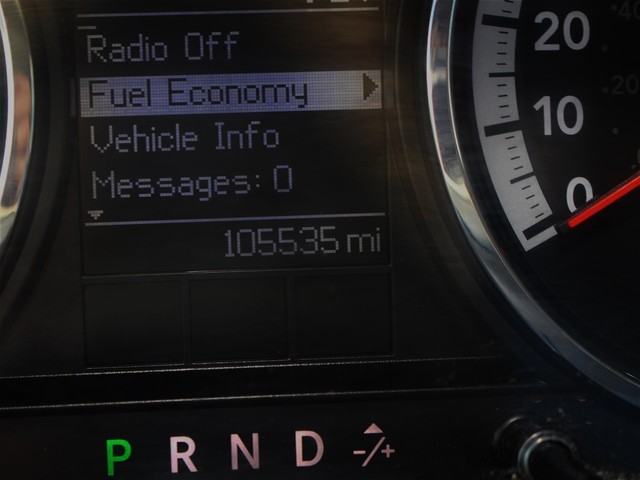 Radio Off
Fuel Economy
Vehicle Info
Messages: 0
105535 mi
20
10
0
P R N D -/+